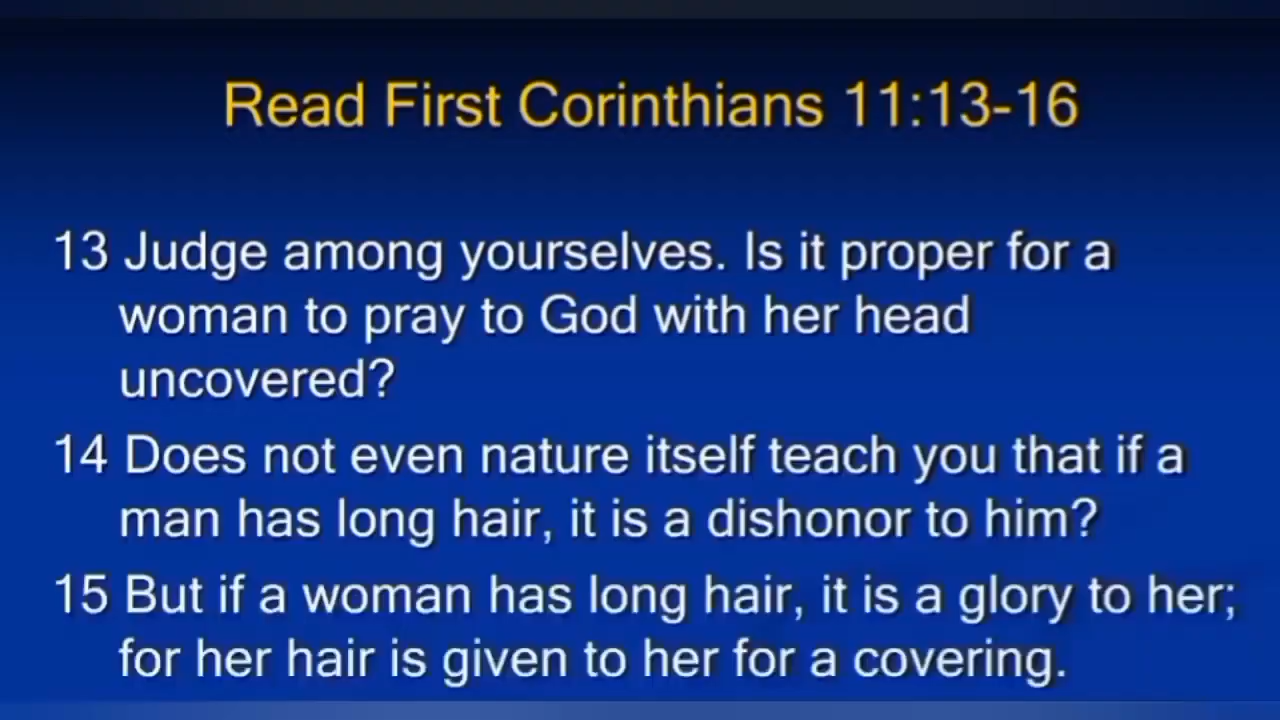 Read First Corinthians 11:13-16
13 Judge among yourselves. Is it proper for a
woman to pray to God with her head
uncovered?
14 Does not even nature itself teach you that if a
man has long hair, it is a dishonor to him?
15 But if a woman has long hair, it is a glory to her;
for her hair is given to her for a covering.